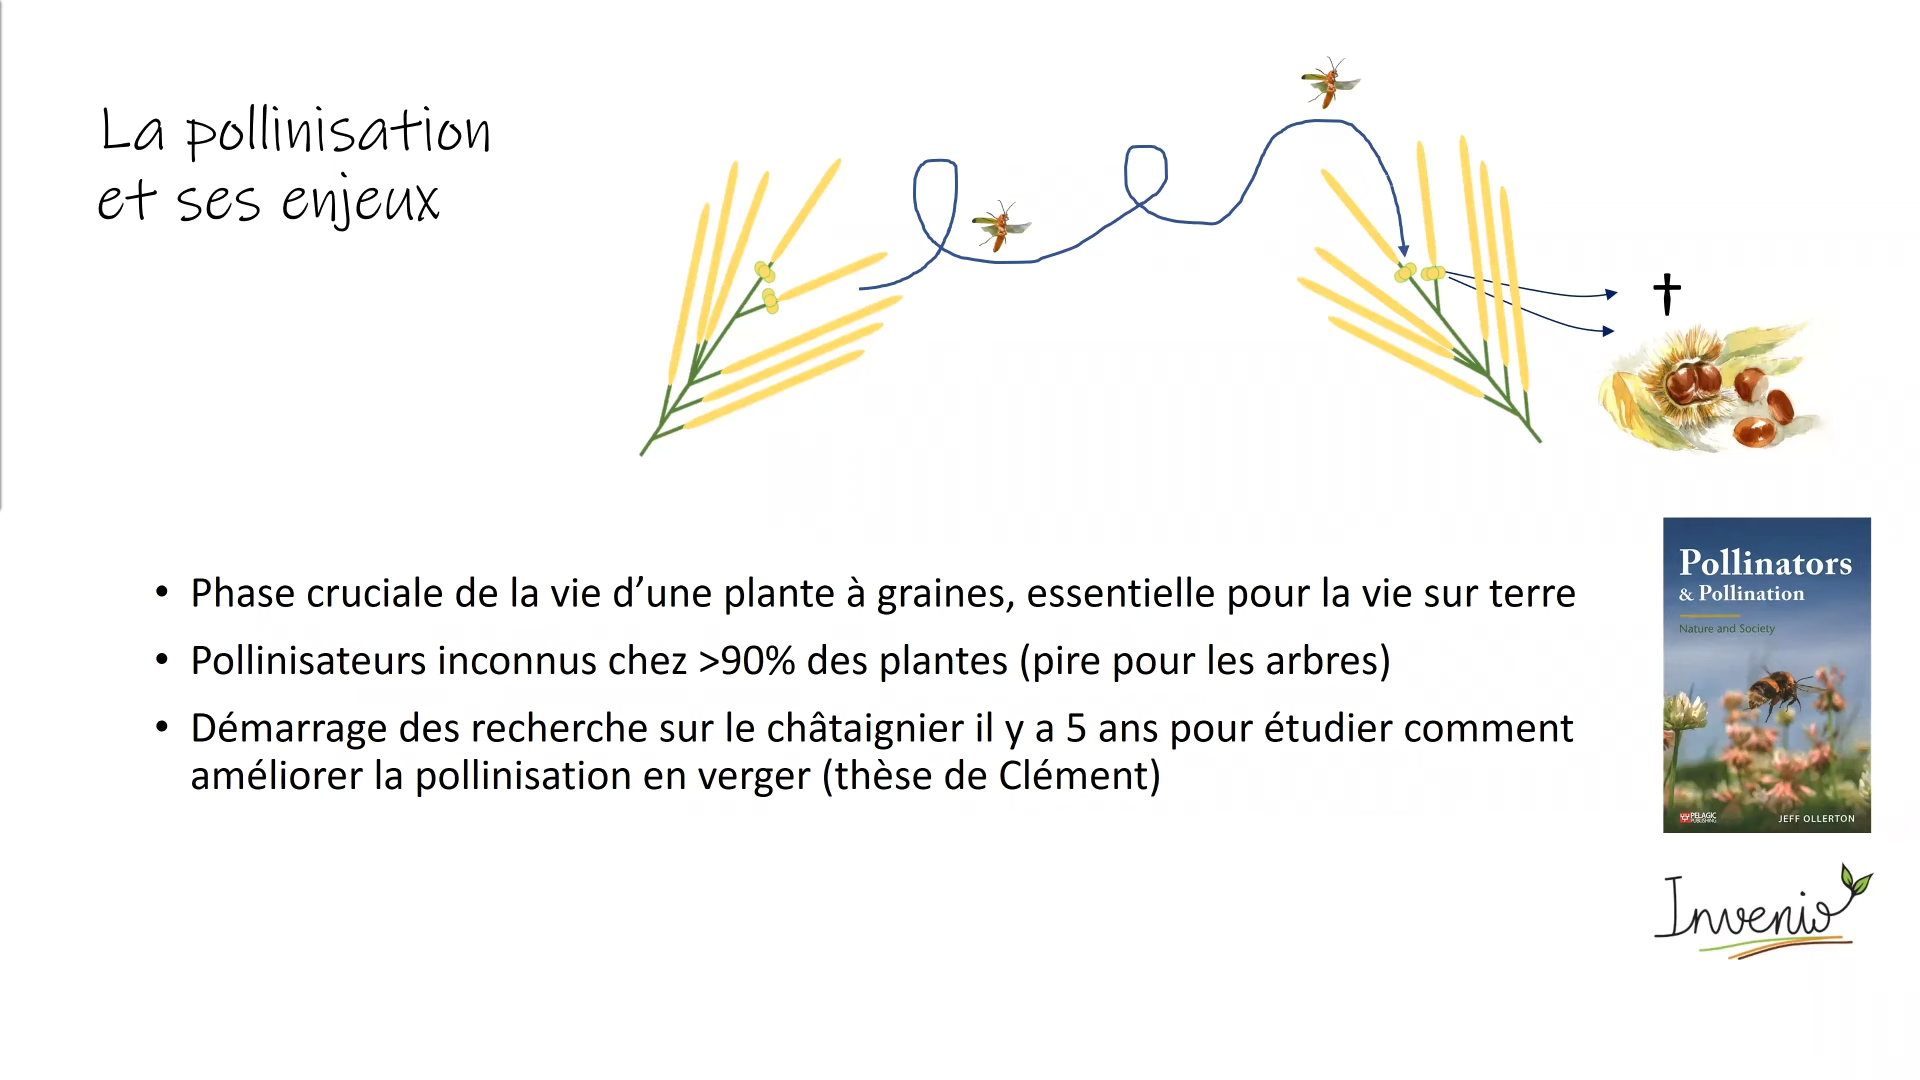 La pollinisation
et ses enjeux
†
• Phase cruciale de la vie d’une plante à graines, essentielle pour la vie sur terre
• Pollinisateurs inconnus chez >90% des plantes (pire pour les arbres)
• Démarrage des recherche sur le châtaignier il y a 5 ans pour étudier comment
améliorer la pollinisation en verger (thèse de Clément)
Pollinators
& Pollination
Nature and Society
PELAGIC
PUBLISHING
JEFF OLLERTON
Invenio